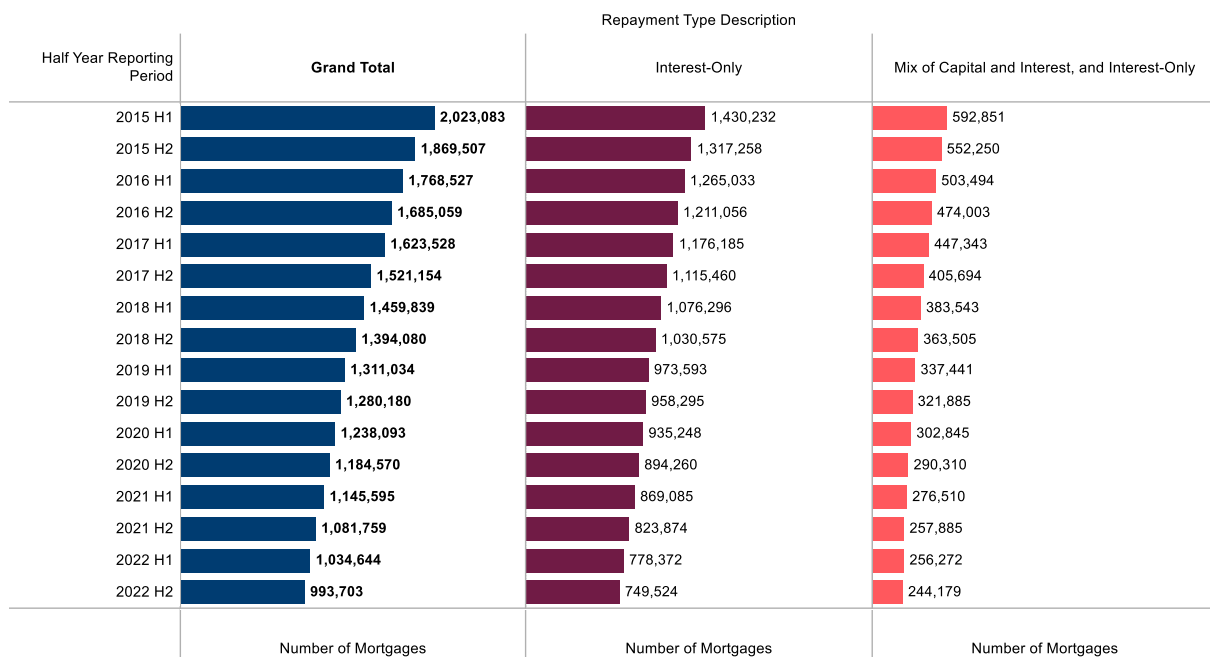 Repayment Type Description
Half Year Reporting
Period
Grand Total
Interest-Only
Mix of Capital and Interest, and Interest-Only
2015 H1 2,023,083 1,430,232 592,851
2015 H2 1,869,507 1,317,258 552,250
2016 H1 1,768,527 1,265,033 503,494
2016 H2 1,685,059 1,211,056 474,003
2017 H1 1,623,528 1,176,185 447,343
2017 H2 1,521,154 1,115,460 405,694
2018 H1 1,459,839 1,076,296 383,543
2018 H2 1,394,080 1,030,575 363,505
2019 H1 1,311,034 973,593 337,441
2019 H2 1,280,180 958,295 321,885
2020 H1 1,238,093 935,248 302,845
2020 H2 1,184,570 894,260 290,310
2021 H1 1,145,595 869,085 276,510
2021 H2 1,081,759 823,874 257,885
2022 H1 1,034,644 778,372 256,272
2022 H2 993,703 749,524 244,179
Number of Mortgages Number of Mortgages Number of Mortgages